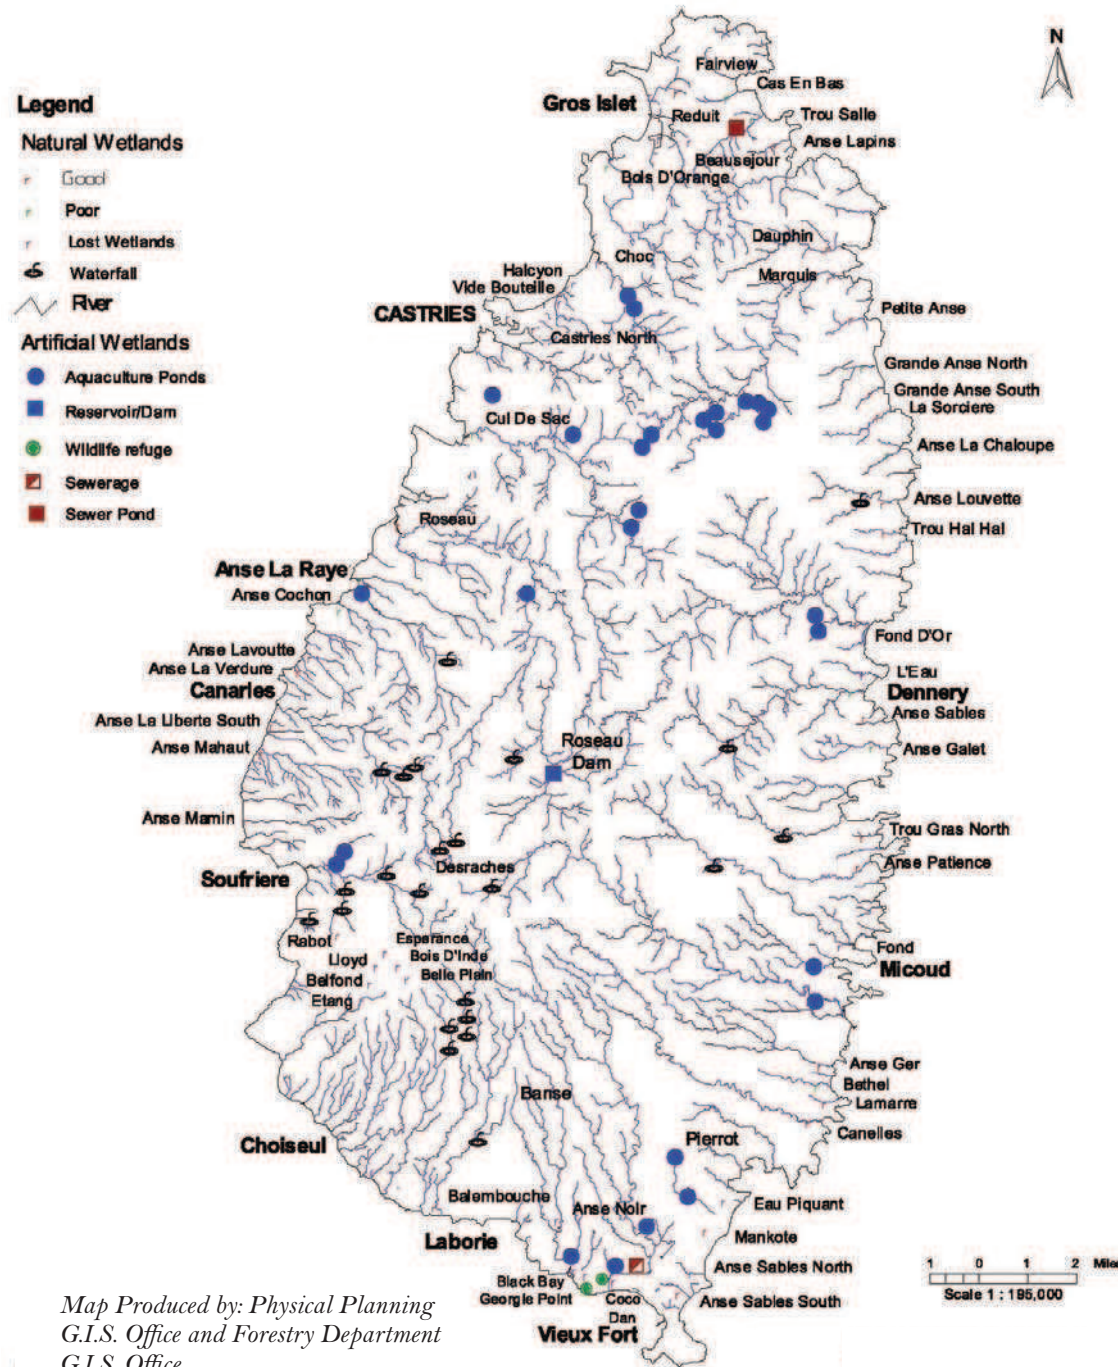 N
Legend
Natural Wetlands
Good
Poor
Lost Wetlands
Waterfall
River
Artificial Wetlands
Aquaculture Ponds
Reservoir/Dam
Wildlife refuge
Sewerage
Sewer Pond
Fairview
Cas En Bas
Gros Islet
Reduit
Trou Salle
Anse Lapins
Beausejour
Bois D'Orange
Dauphin
Choc
Marquis
Halcyon
Vide Bouteille
CASTRIES
Petite Anse
Castries North
Grande Anse North
Grande Anse South
La Sorciere
Cul De Sac
Anse La Chaloupe
Anse Louvette
Roseau
Trou Hal Hal
Anse La Raye
Anse Cochon
Fond D'Or
Anse Lavoutte
Anse La Verdure
L'Eau
Canaries
Dennery
Anse Sables
Anse La Liberte South
Anse Mahaut
Roseau
Dam
Anse Galet
Anse Mamin
Trou Gras North
Anse Patience
Desraches
Soufriere
Rabot
Esperance
Fond
Lloyd
Bois D'Inde
Micoud
Belfond
Belle Plain
Etang
Anse Ger
Bethel
Banse
Lamarre
Canelles
Choiseul
Pierrot
Balembouche
Anse Noir
Eau Piquant
Mankote
Laborie
Anse Sables North
Black Bay
Georgie Point
Coco
Dan
Anse Sables South
Vieux Fort
1 0 1 2 Miles
Scale 1 : 195,000
Map Produced by: Physical Planning
G.I.S. Office and Forestry Department
G.I.S. Office